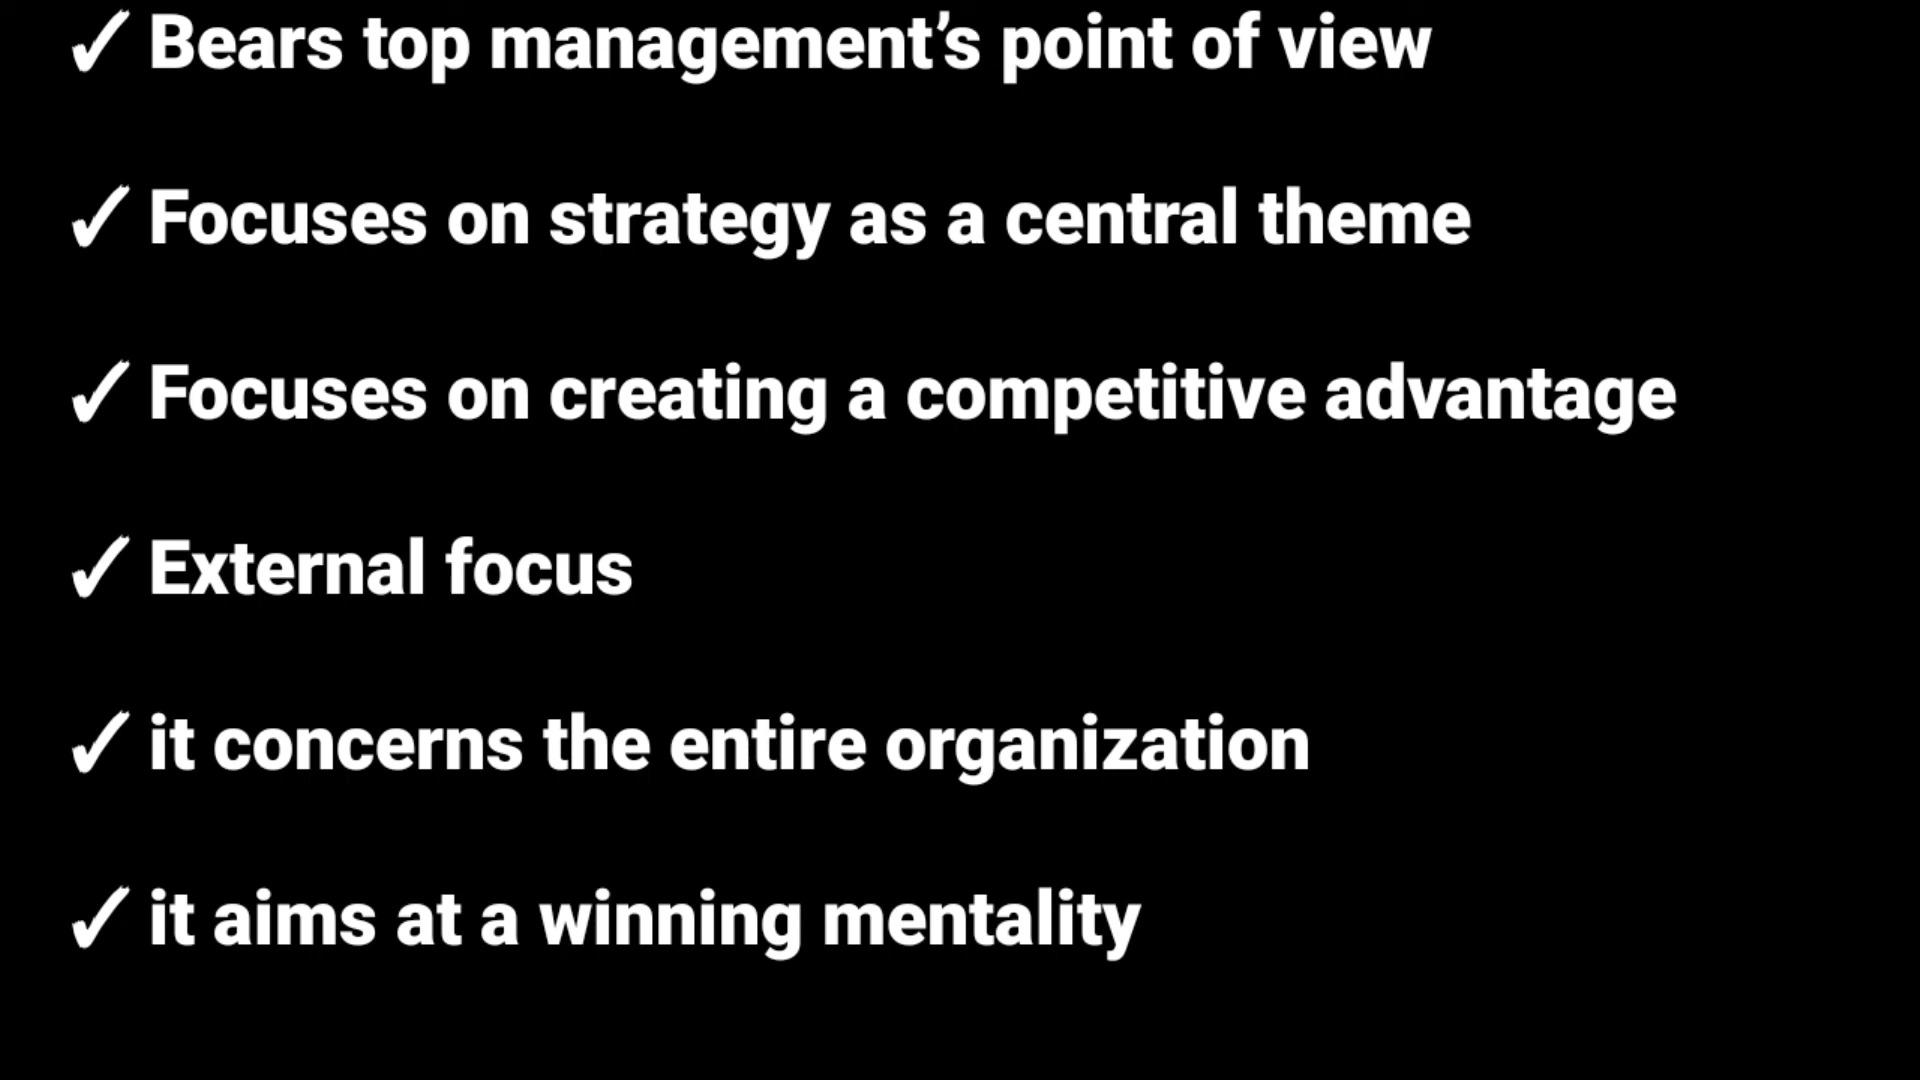 ✓ Bears top management’s point of view
✓ Focuses on strategy as a central theme
✓ Focuses on creating a competitive advantage
✓ External focus
✓ it concerns the entire organization
✓ it aims at a winning mentality